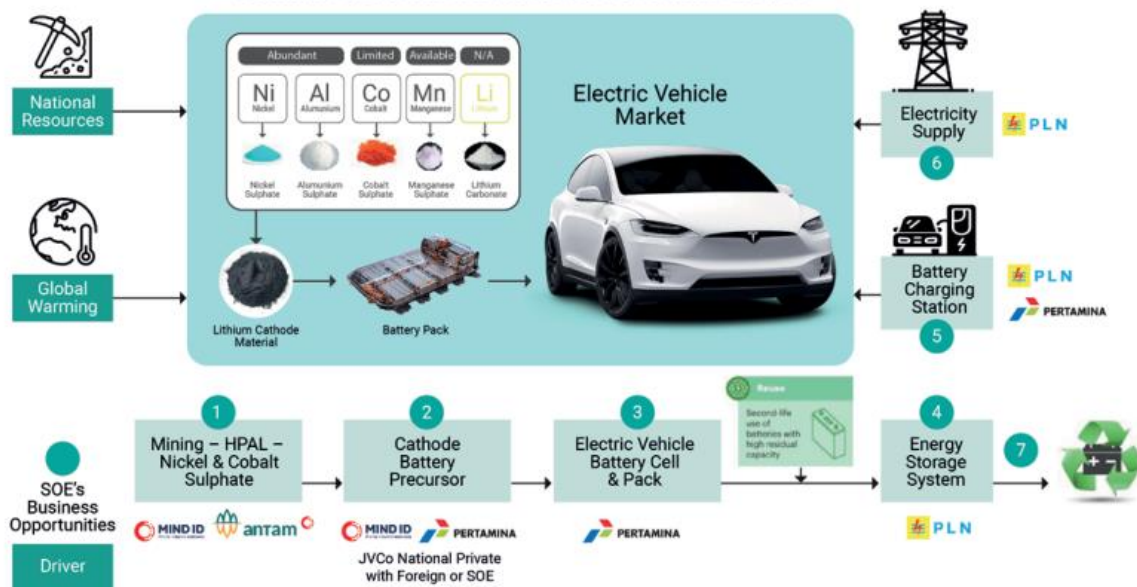 National
Resources
Global
Warming
Abundant
Limited
Available
N/A
Ni
Nickel
Al
Alumunium
Co
Cobalt
Mn
Manganese
Li
Lithium
Nickel
Sulphate
Alumunium
Sulphate
Cobalt
Sulphate
Manganese
Sulphate
Lithium
Carbonate
Lithium Cathode
Material
Battery Pack
Electric Vehicle
Market
Electricity
Supply
6
PLN
Battery
Charging
Station
5
PLN
PERTAMINA
SOE's
Business
Opportunities
Driver
1
Mining – HPAL –
Nickel & Cobalt
Sulphate
MIND ID
antam
2
Cathode
Battery
Precursor
MIND ID
PERTAMINA
JVCo National Private
with Foreign or SOE
3
Electric Vehicle
Battery Cell
& Pack
PERTAMINA
Reuse
Second-life
use of
batteries with
high residual
capacity
4
Energy
Storage
System
PLN
7